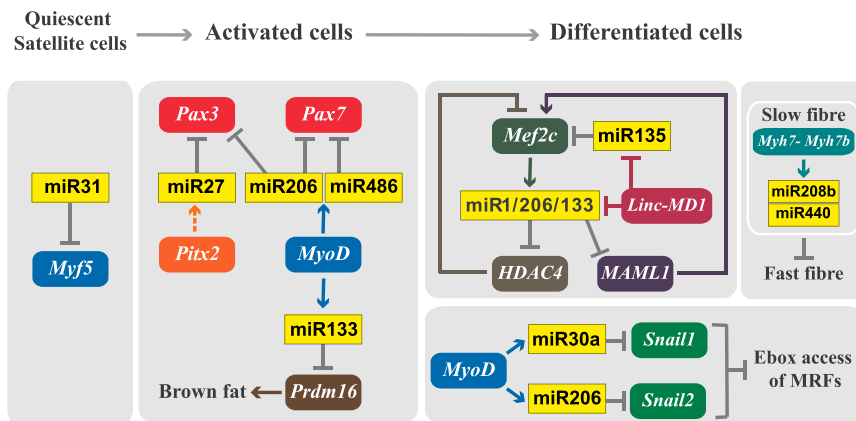 Quiescent
Satellite cells
Activated cells
Differentiated cells
miR31
Myf5
Pax3
Pax7
miR27
miR206
miR486
Pitx2
MyoD
miR133
Brown fat
Prdm16
Mef2c
miR135
miR1/206/133
Linc-MD1
HDAC4
MAML1
Slow fibre
Myh7- Myh7b
miR208b
miR440
Fast fibre
MyoD
miR30a
Snail1
miR206
Snail2
Ebox access
of MRFs